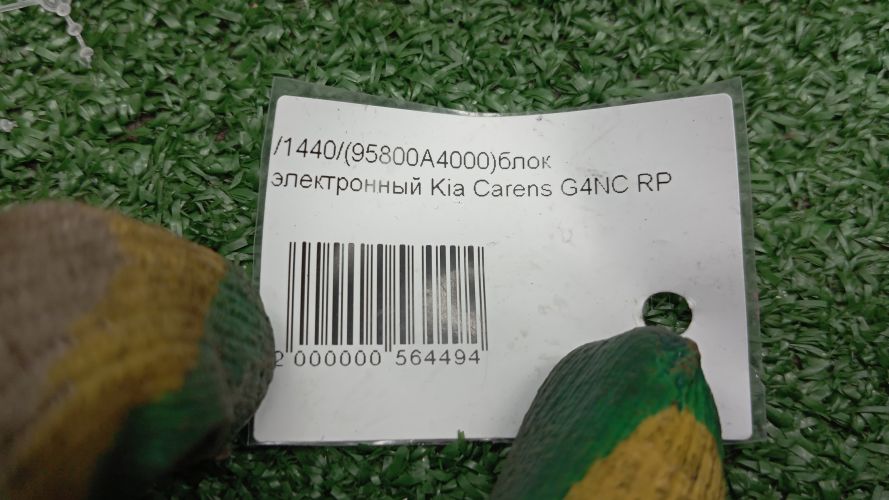 /1440/(95800A4000)блок
электронный Kia Carens G4NC RP
2 000000 564494